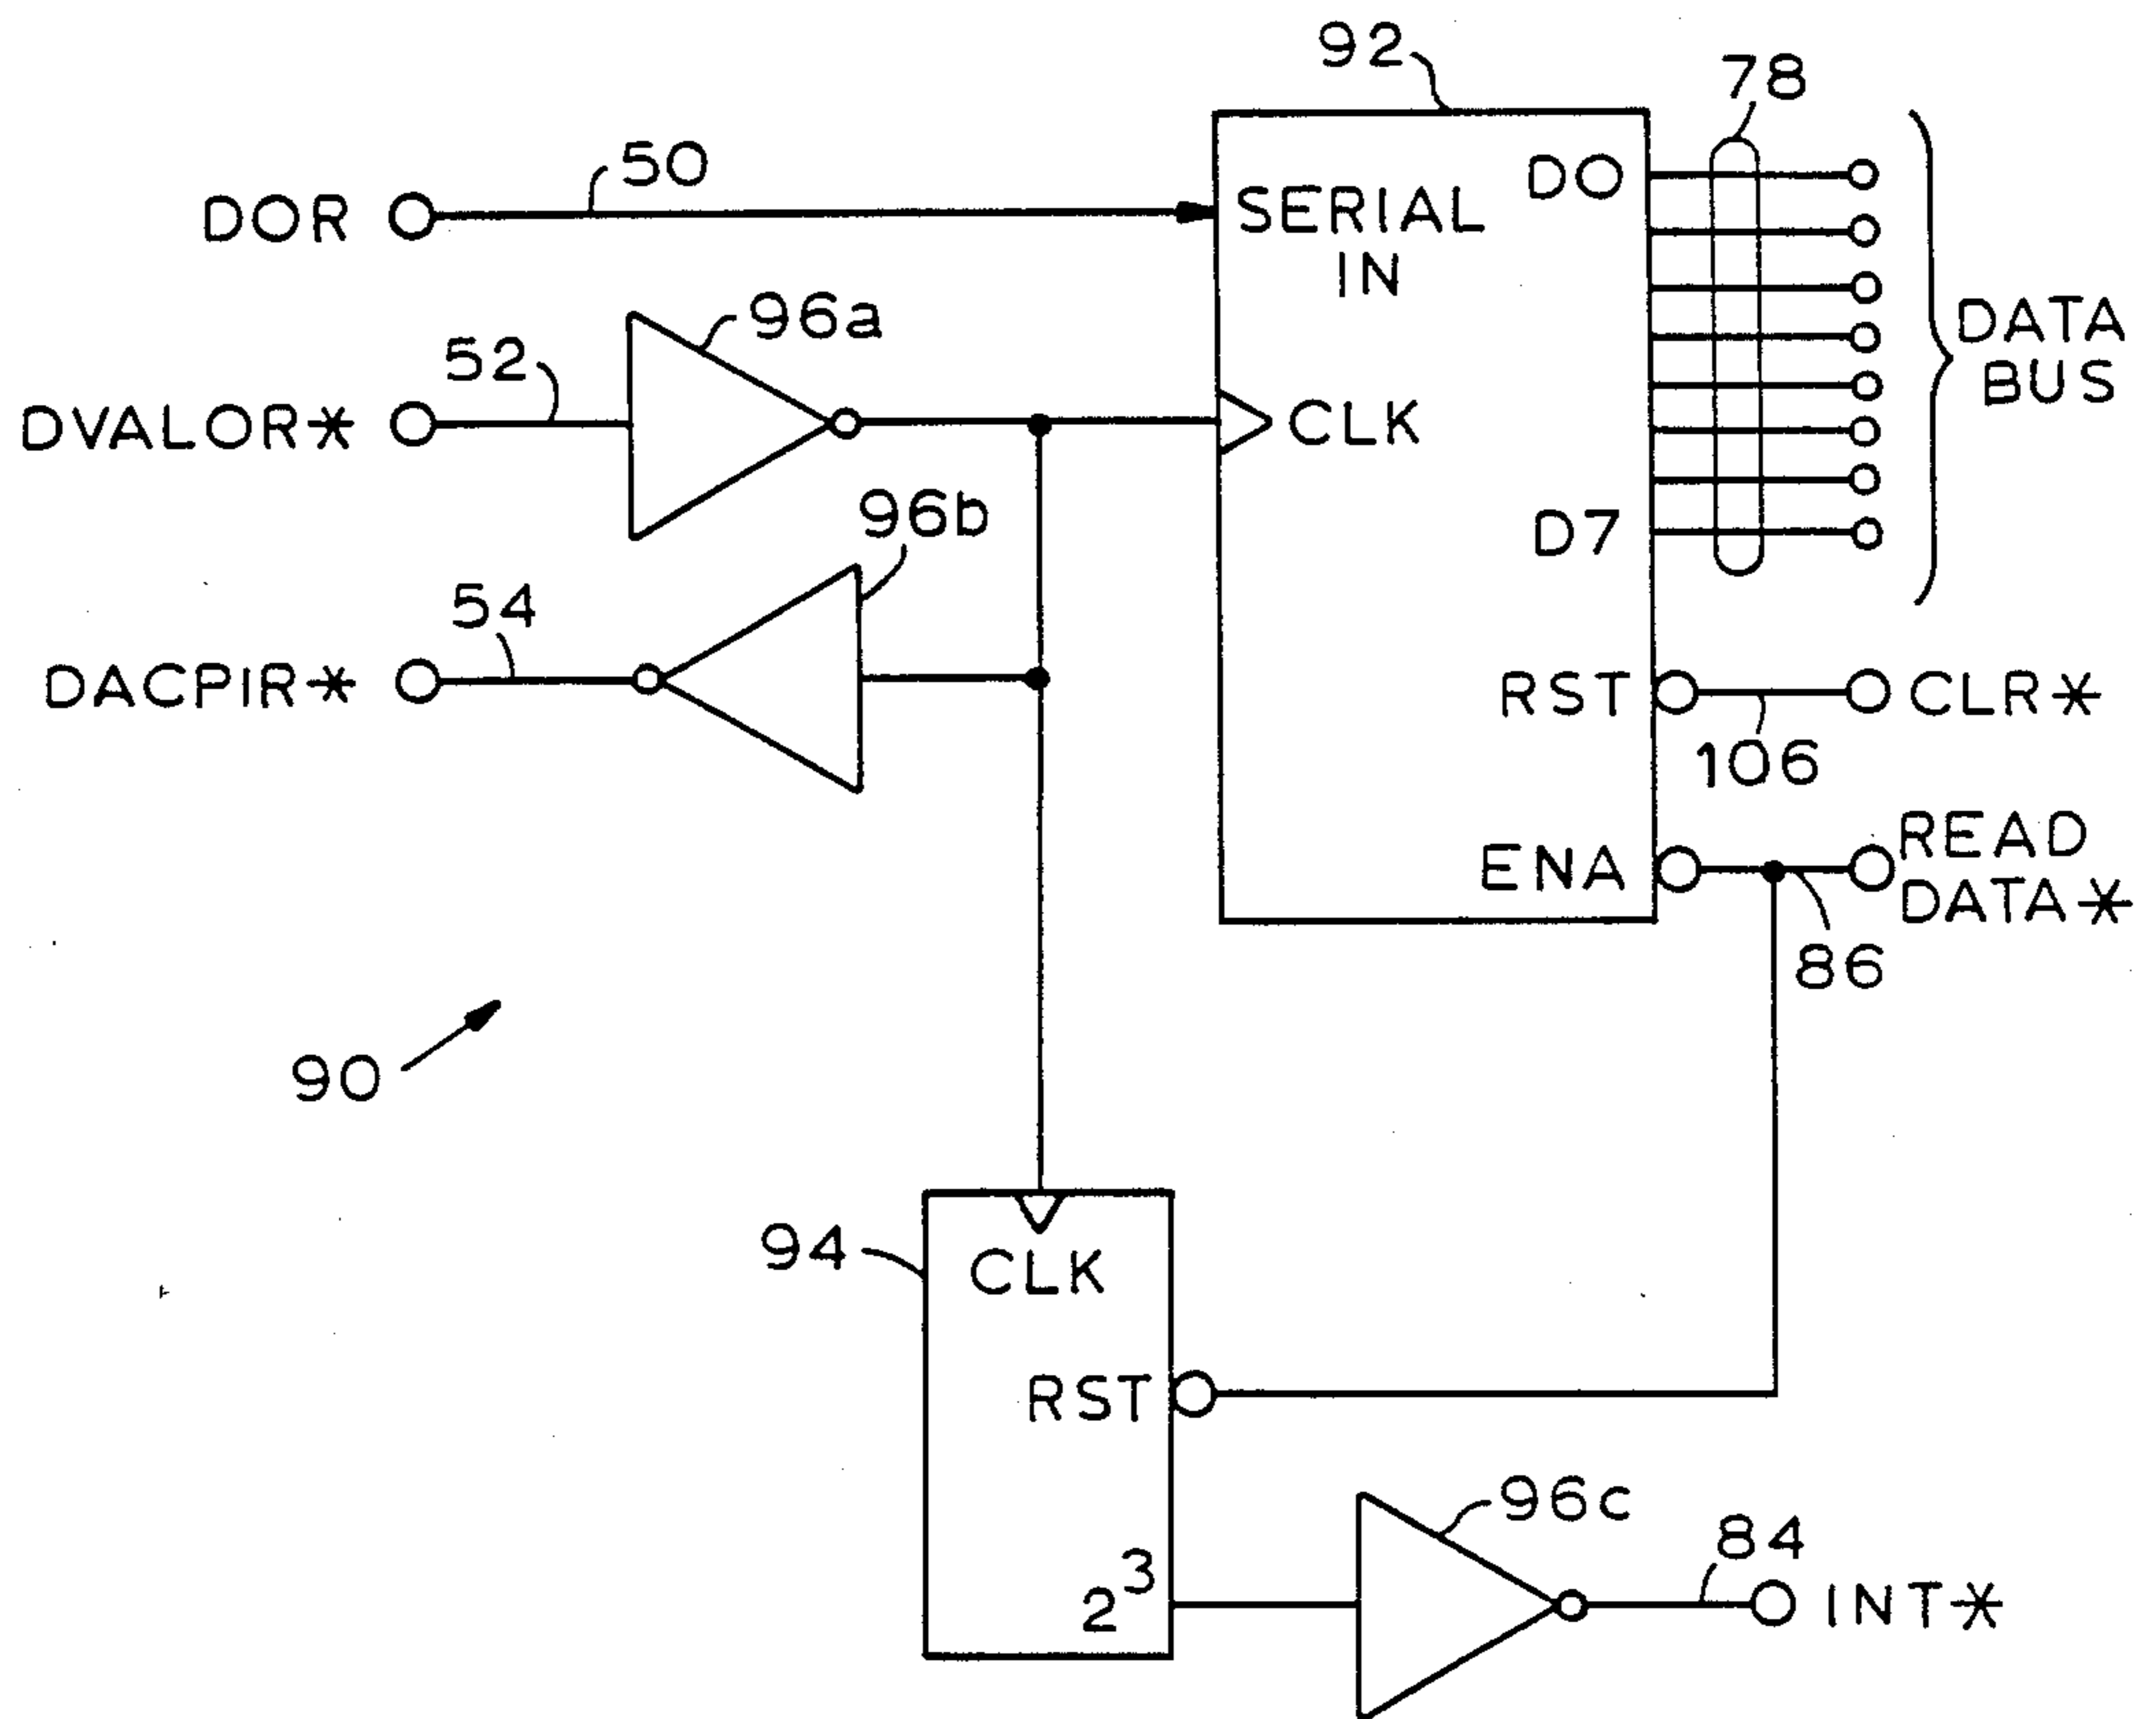 92
78
50
DOR
SERIAL
IN
DO
DATA
BUS
96a
52
DVALOR*
CLK
96b
D7
54
DACPIR*
RST
CLR*
106
ENA
READ
DATA*
86
90
94
CLK
RST
2³
96c
84
INT*